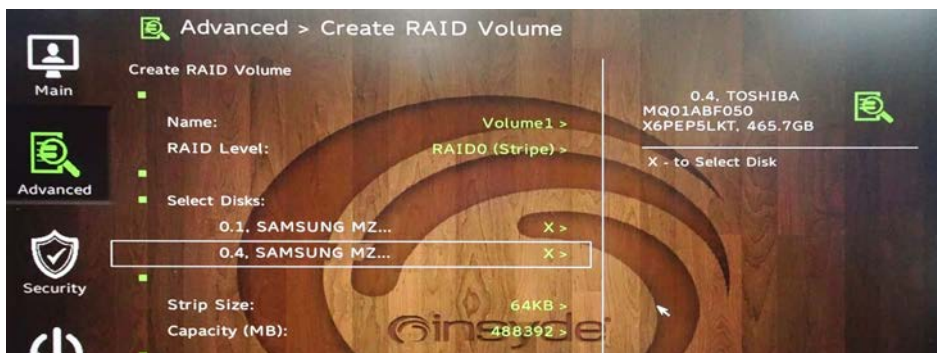 Advanced > Create RAID Volume
Main
Create RAID Volume
Name: Volume1 >
RAID Level: RAID0 (Stripe) >
Advanced
Select Disks:
0.1, SAMSUNG MZ... X >
0.4, SAMSUNG MZ... X >
Security
Strip Size: 64KB >
Capacity (MB): 488392 >
insyde
0.4, TOSHIBA
MQ01ABF050
X6PEP5LKT, 465.7GB
X - to Select Disk